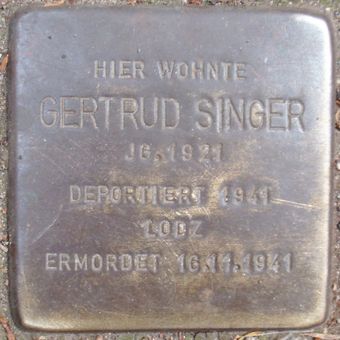 HIER WOHNTE
GERTRUD SINGER
JG. 1921
DEPORTIERT 1941
LODZ
ERMORDET 16.11.1941